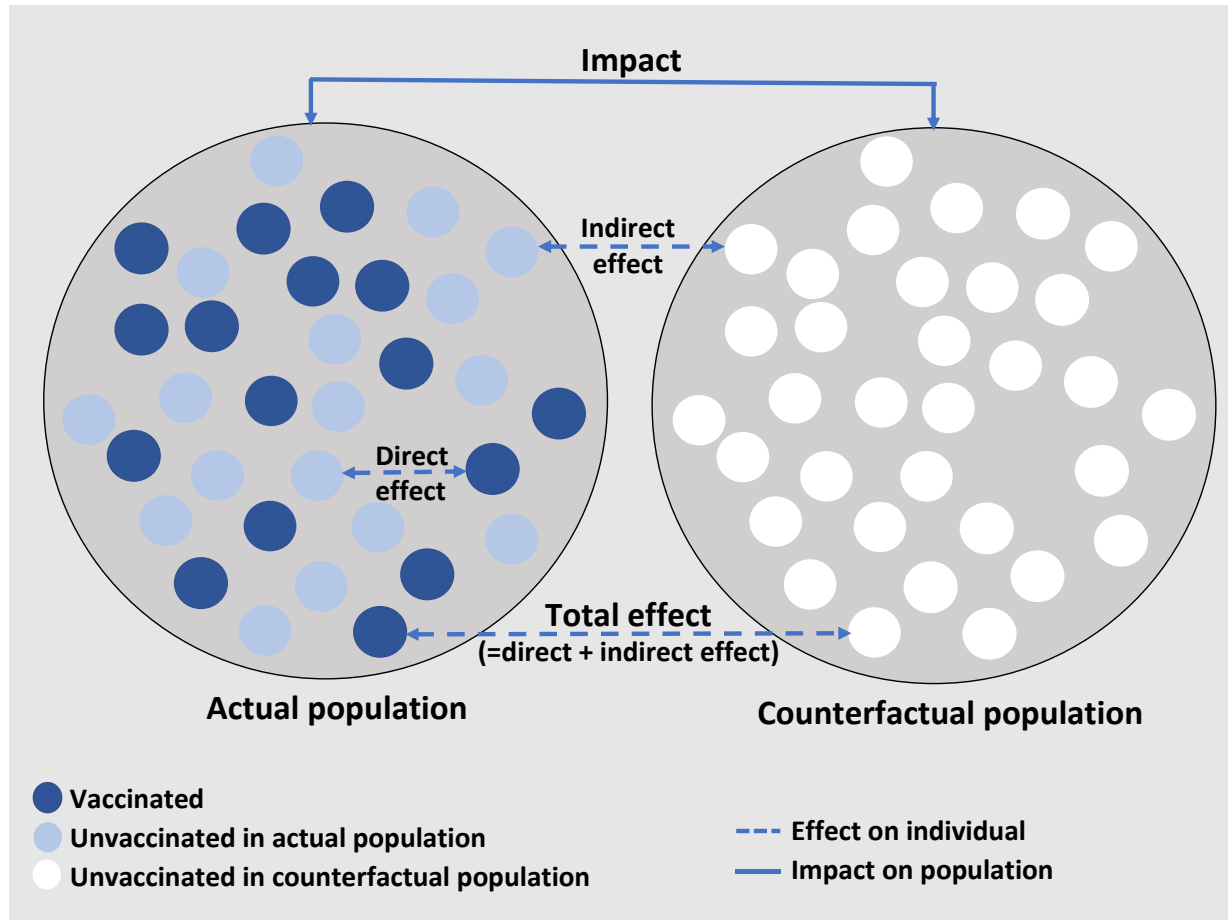 Impact
Indirect
effect
Direct
effect
Total effect
(=direct + indirect effect)
Actual population
Counterfactual population
Vaccinated
Unvaccinated in actual population
Unvaccinated in counterfactual population
Effect on individual
Impact on population